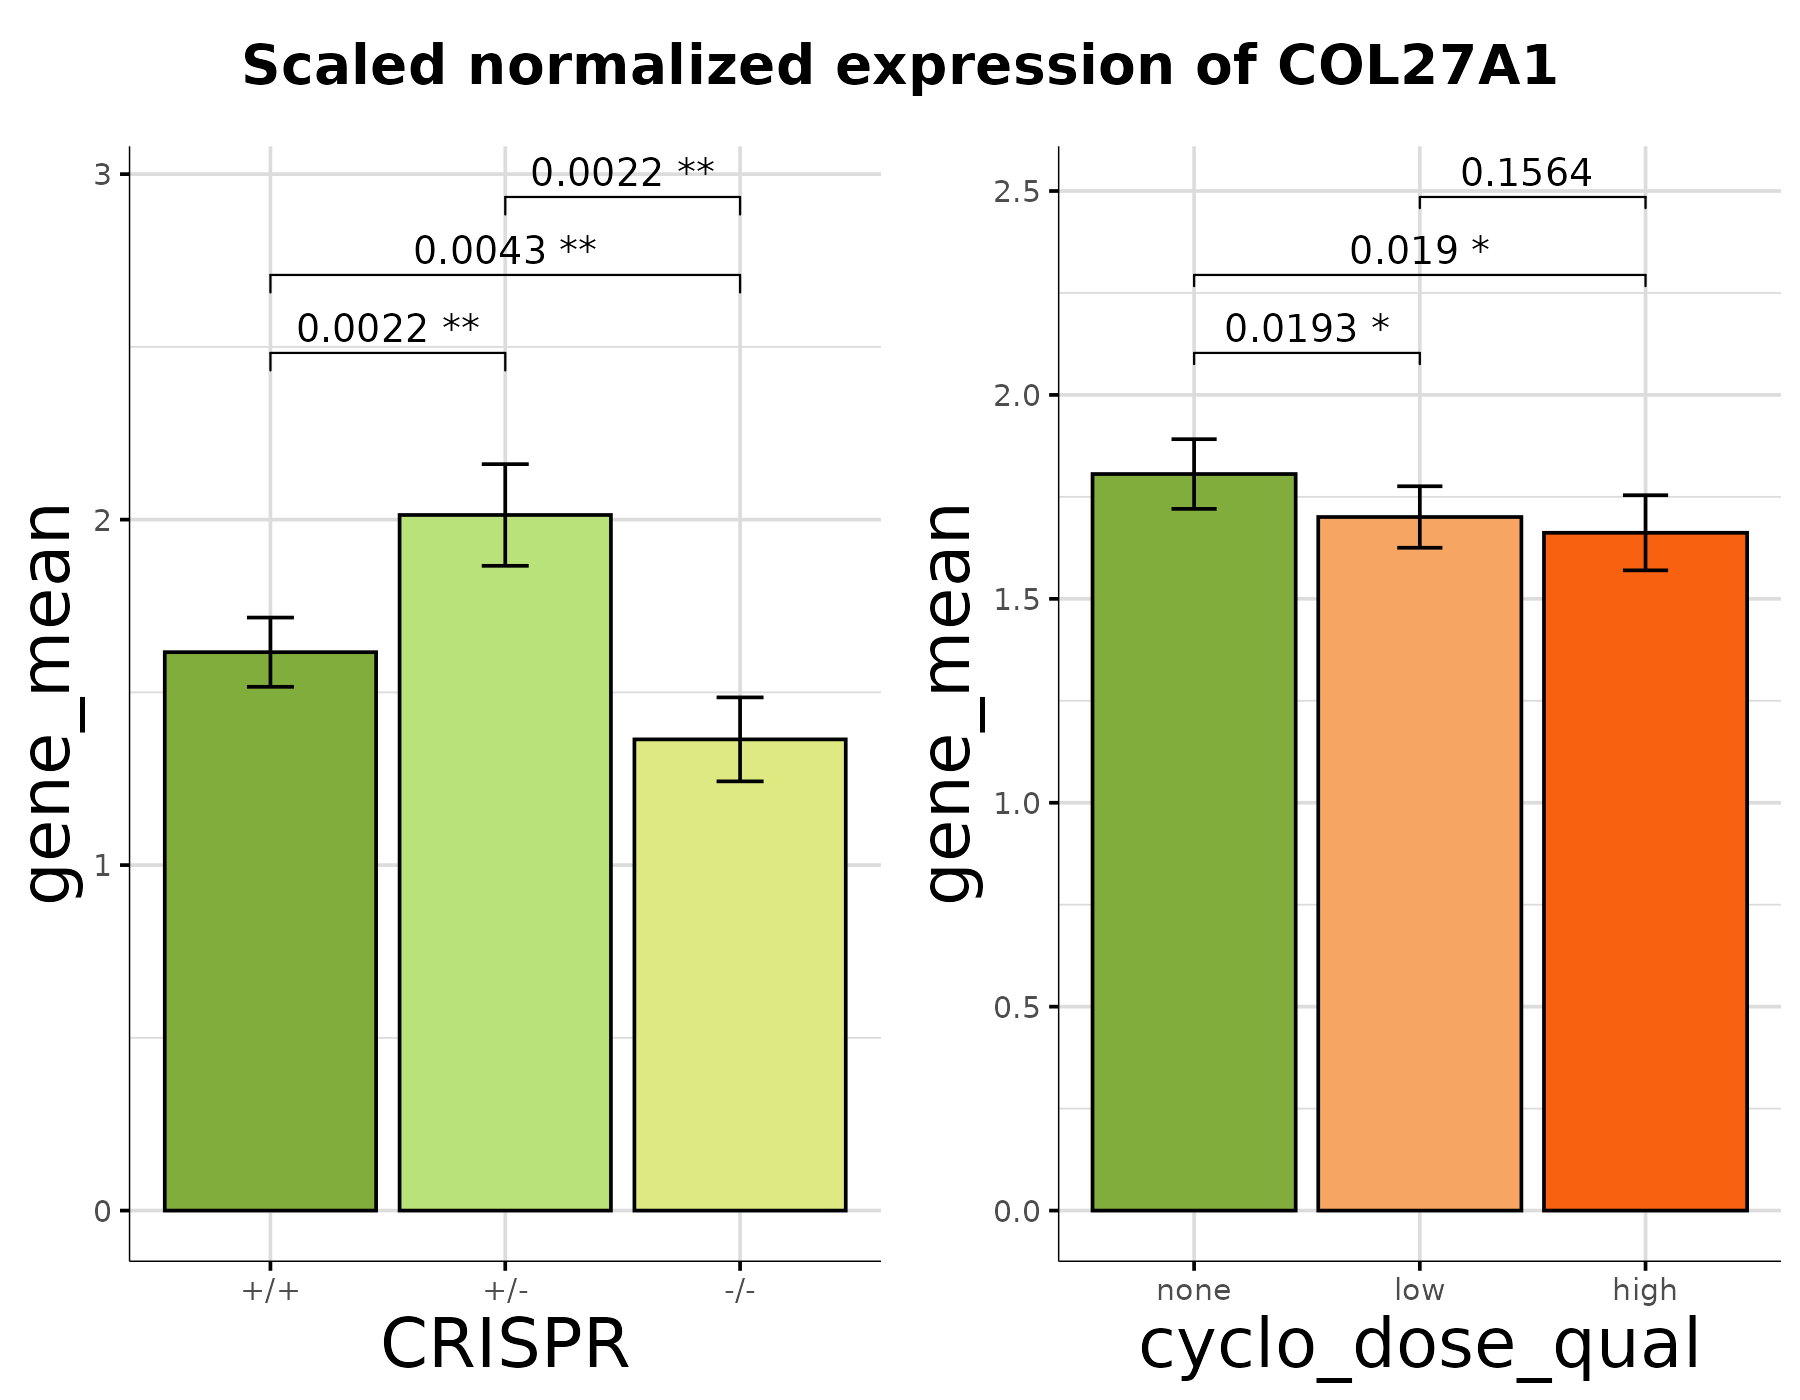 Scaled normalized expression of COL27A1
gene_mean
3
2
1
0
0.0022 **
0.0043 **
0.0022 **
+/+
+/-
-/-
CRISPR
gene_mean
2.5
2.0
1.5
1.0
0.5
0.0
0.1564
0.019 *
0.0193 *
none
low
high
cyclo_dose_qual